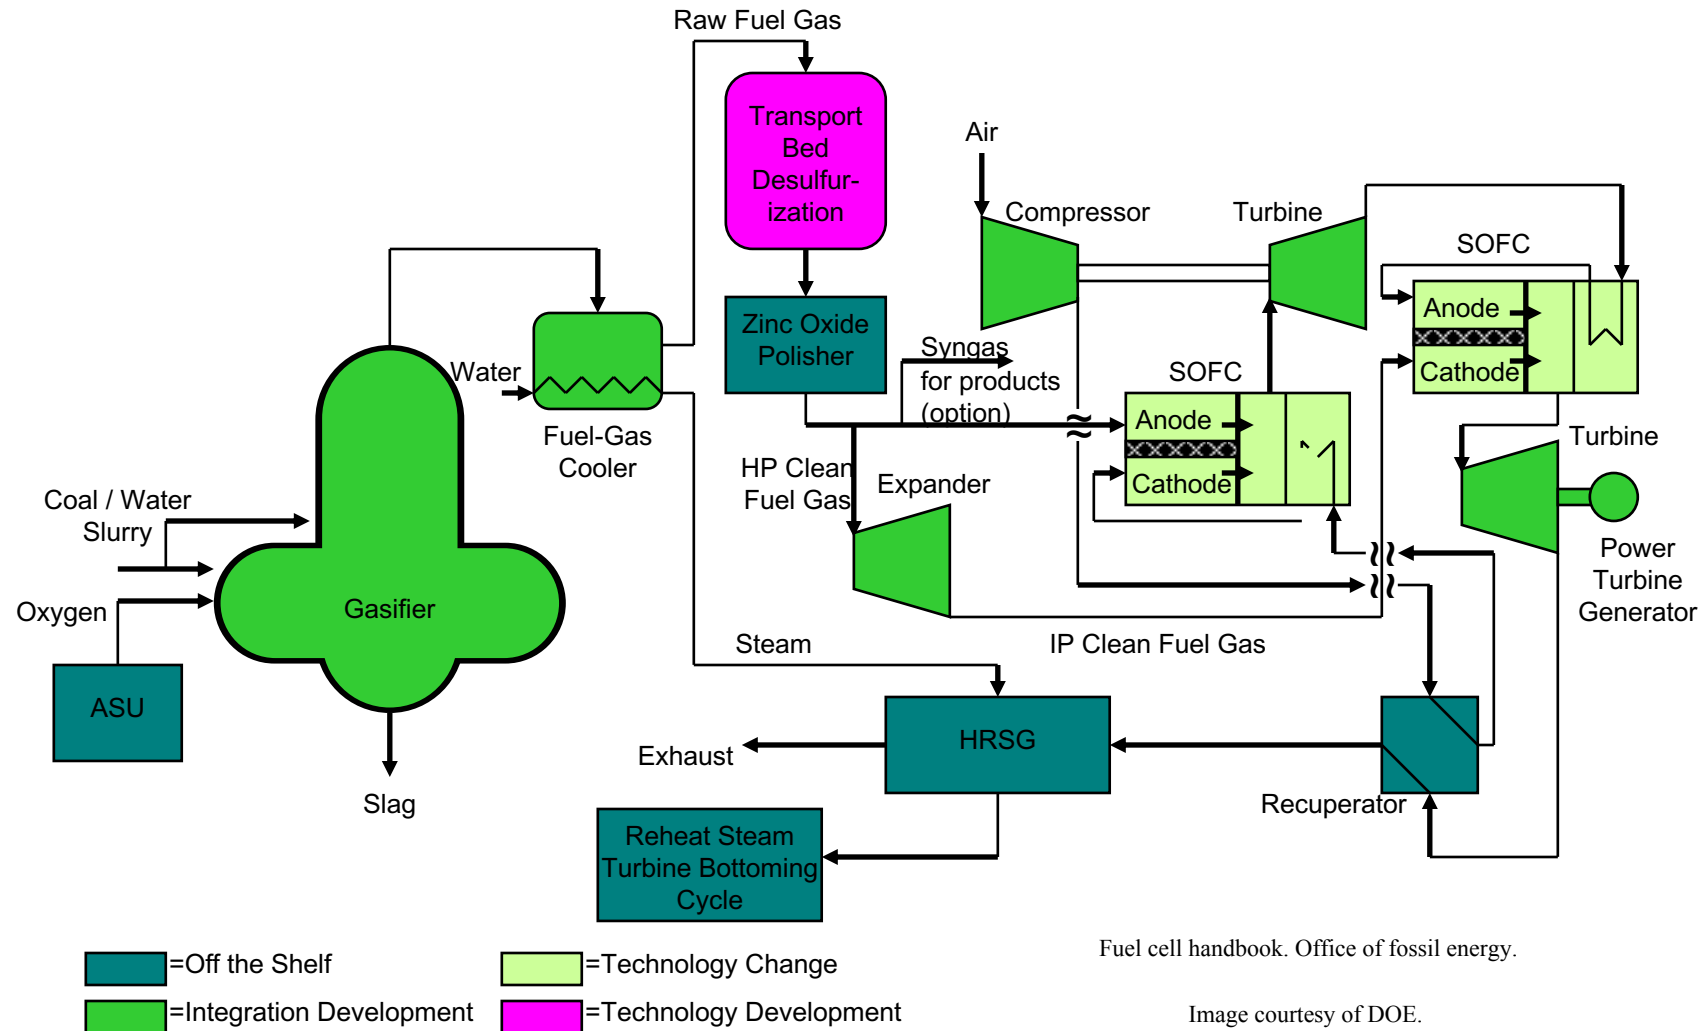 Raw Fuel Gas
Transport
Bed
Desulfur-
ization
Air
Compressor
Turbine
SOFC
Anode
Cathode
Zinc Oxide
Polisher
Syngas
for products
(option)
SOFC
Anode
Cathode
Water
Fuel-Gas
Cooler
HP Clean
Fuel Gas
Expander
Turbine
Power
Turbine
Generator
Coal / Water
Slurry
Oxygen
Gasifier
ASU
Slag
Steam
IP Clean Fuel Gas
HRSG
Exhaust
Recuperator
Reheat Steam
Turbine Bottoming
Cycle
=Off the Shelf
=Technology Change
=Integration Development
=Technology Development
Fuel cell handbook. Office of fossil energy.
Image courtesy of DOE.